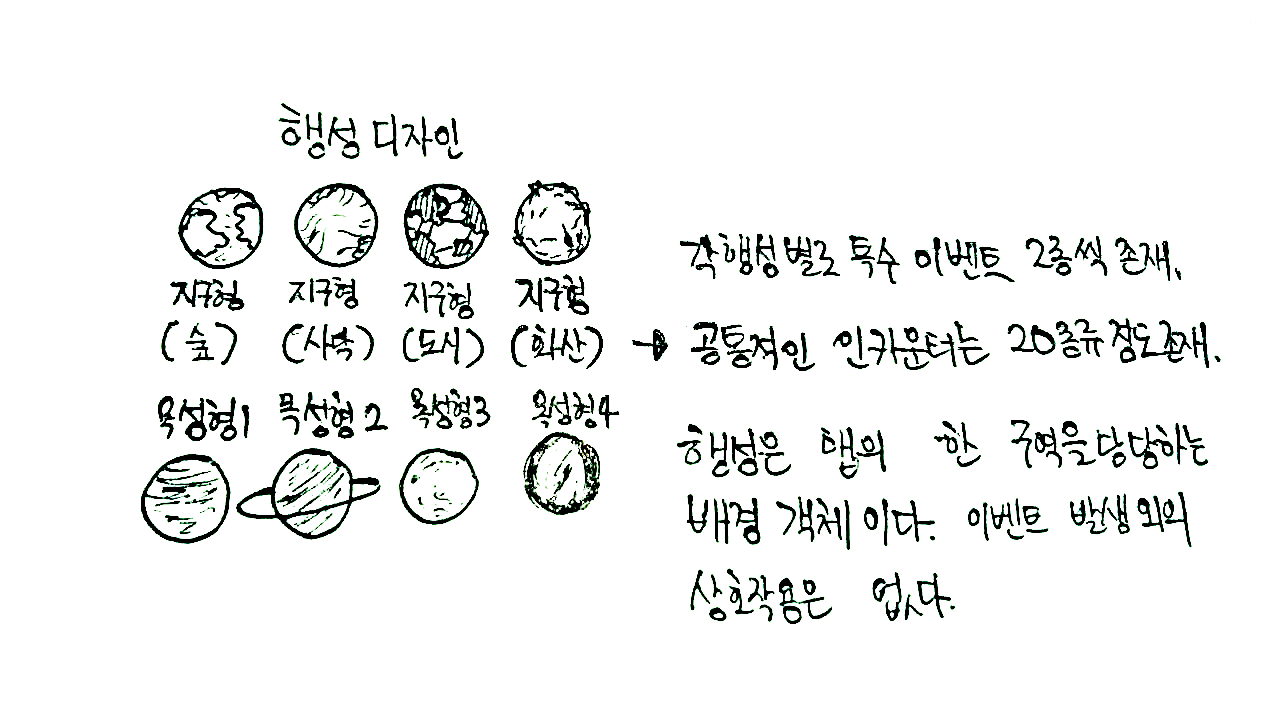 행성 디자인
지구형 지구형 지구형 지구형
(숲) (사막) (도시) (화산)
목성형1 목성형2 목성형3 목성형4
각 행성별로 특수 이벤트 2종씩 존재.
→ 공통적인 인카운터는 20종류 정도 존재.
행성은 맵의 한 구역을 담당하는
배경 객체이다. 이벤트 발생 외의
상호작용은 없다.